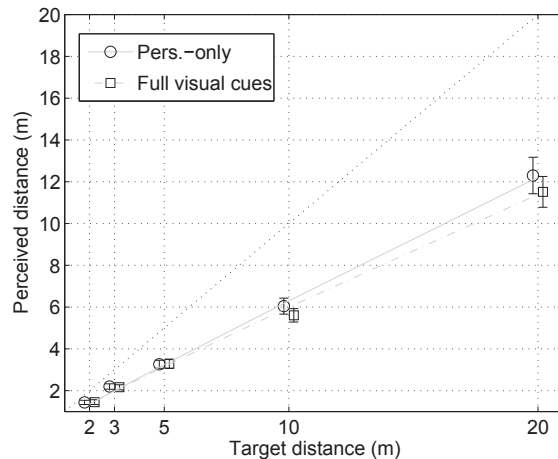 20
18
16
14
12
10
8
6
4
2
Perceived distance (m)
Pers.−only
Full visual cues
2 3 5 10 20
Target distance (m)